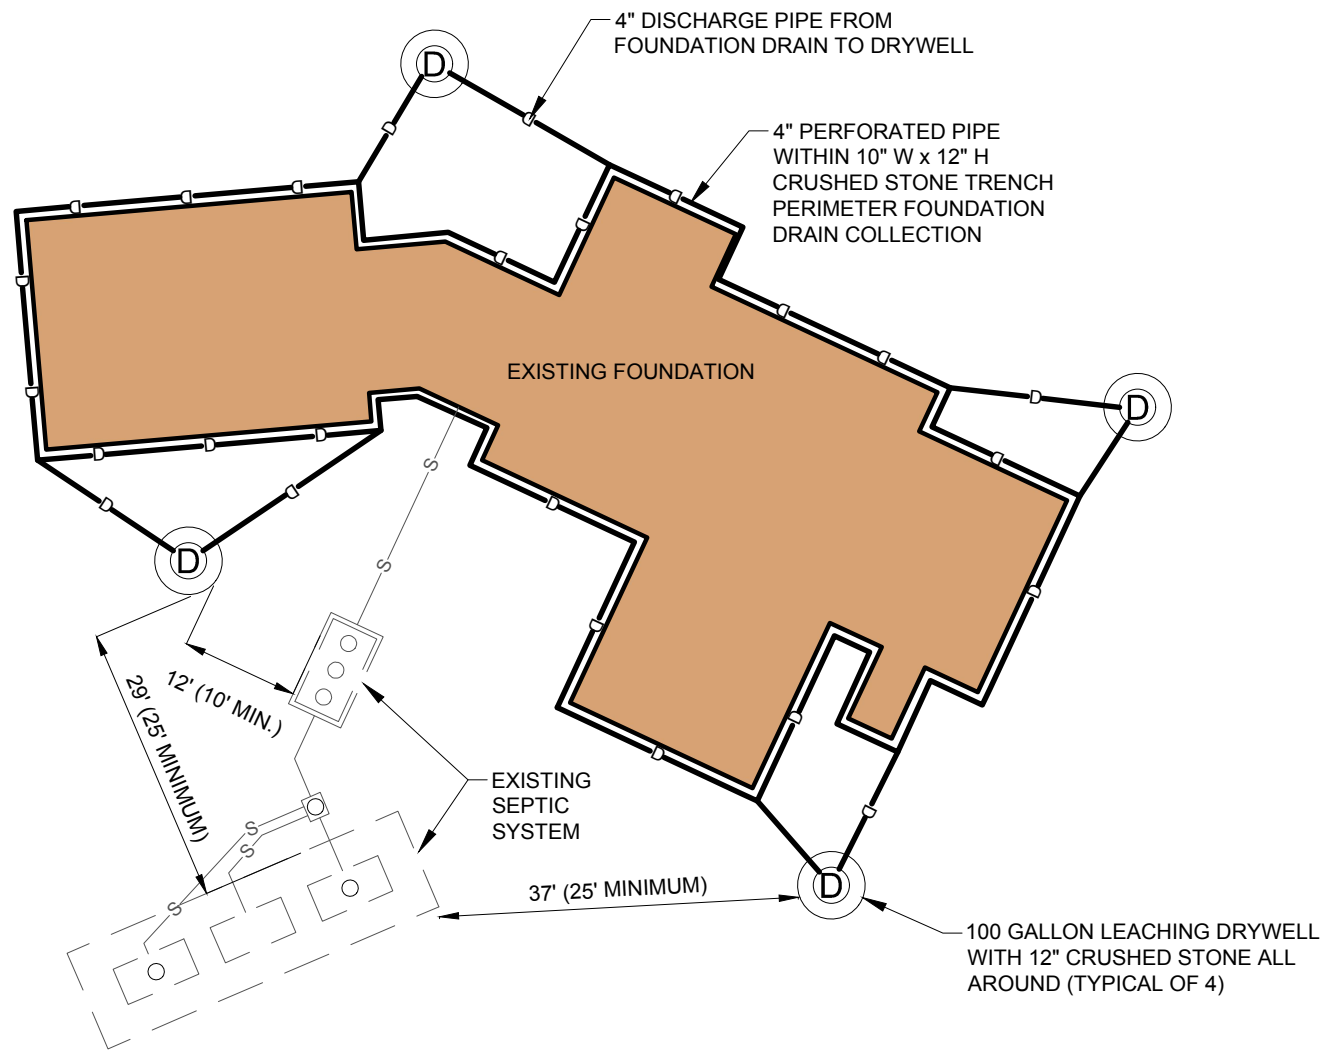 4" DISCHARGE PIPE FROM
FOUNDATION DRAIN TO DRYWELL
D
4" PERFORATED PIPE
WITHIN 10" W x 12" H
CRUSHED STONE TRENCH
PERIMETER FOUNDATION
DRAIN COLLECTION
EXISTING FOUNDATION
D
S
D
S
12' (10' MIN.)
29' (25' MINIMUM)
EXISTING
SEPTIC
SYSTEM
S
S
S
37' (25' MINIMUM)
D
100 GALLON LEACHING DRYWELL
WITH 12" CRUSHED STONE ALL
AROUND (TYPICAL OF 4)